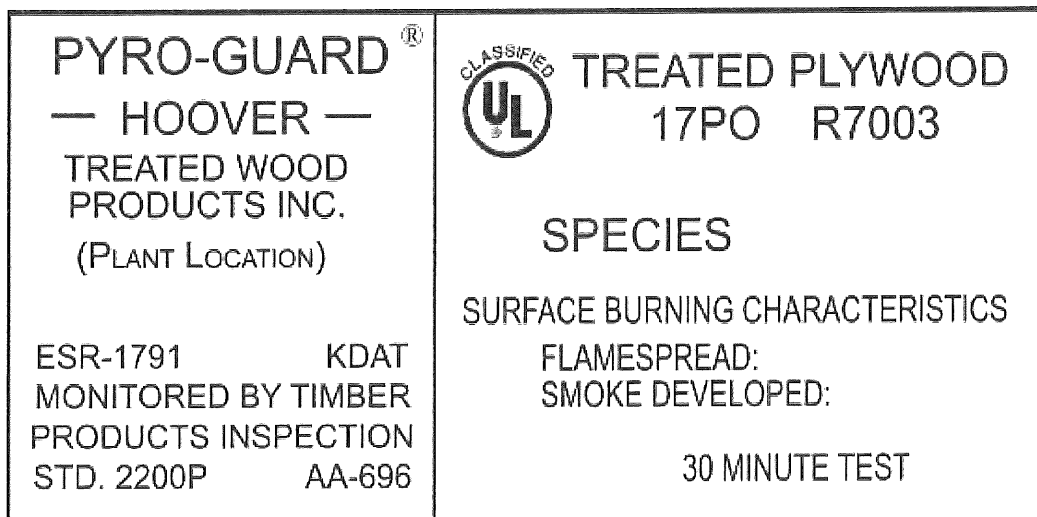 PYRO-GUARD ®
— HOOVER —
TREATED WOOD
PRODUCTS INC.
(PLANT LOCATION)
ESR-1791 KDAT
MONITORED BY TIMBER
PRODUCTS INSPECTION
STD. 2200P AA-696
CLASSIFIED
UL
®
TREATED PLYWOOD
17PO R7003
SPECIES
SURFACE BURNING CHARACTERISTICS
FLAMESPREAD:
SMOKE DEVELOPED:
30 MINUTE TEST